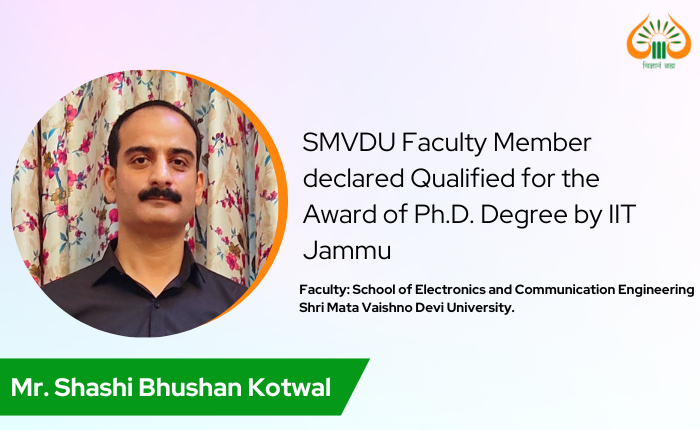 विज्ञानं ब्रह्म
SMVDU Faculty Member
declared Qualified for the
Award of Ph.D. Degree by IIT
Jammu
Faculty: School of Electronics and Communication Engineering
Shri Mata Vaishno Devi University.
Mr. Shashi Bhushan Kotwal